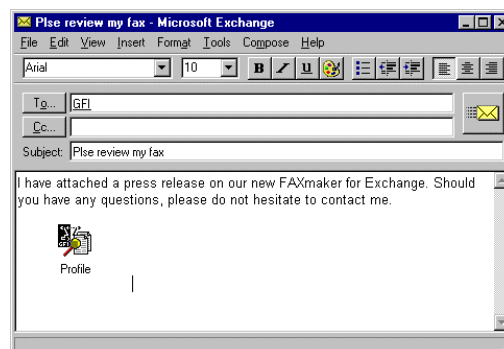 Plse review my fax - Microsoft Exchange
File Edit View Insert Format Tools Compose Help
Arial 10 B I U
To... GFI
Cc...
Subject: Plse review my fax
I have attached a press release on our new FAXmaker for Exchange. Should
you have any questions, please do not hesitate to contact me.
GFI
Profile